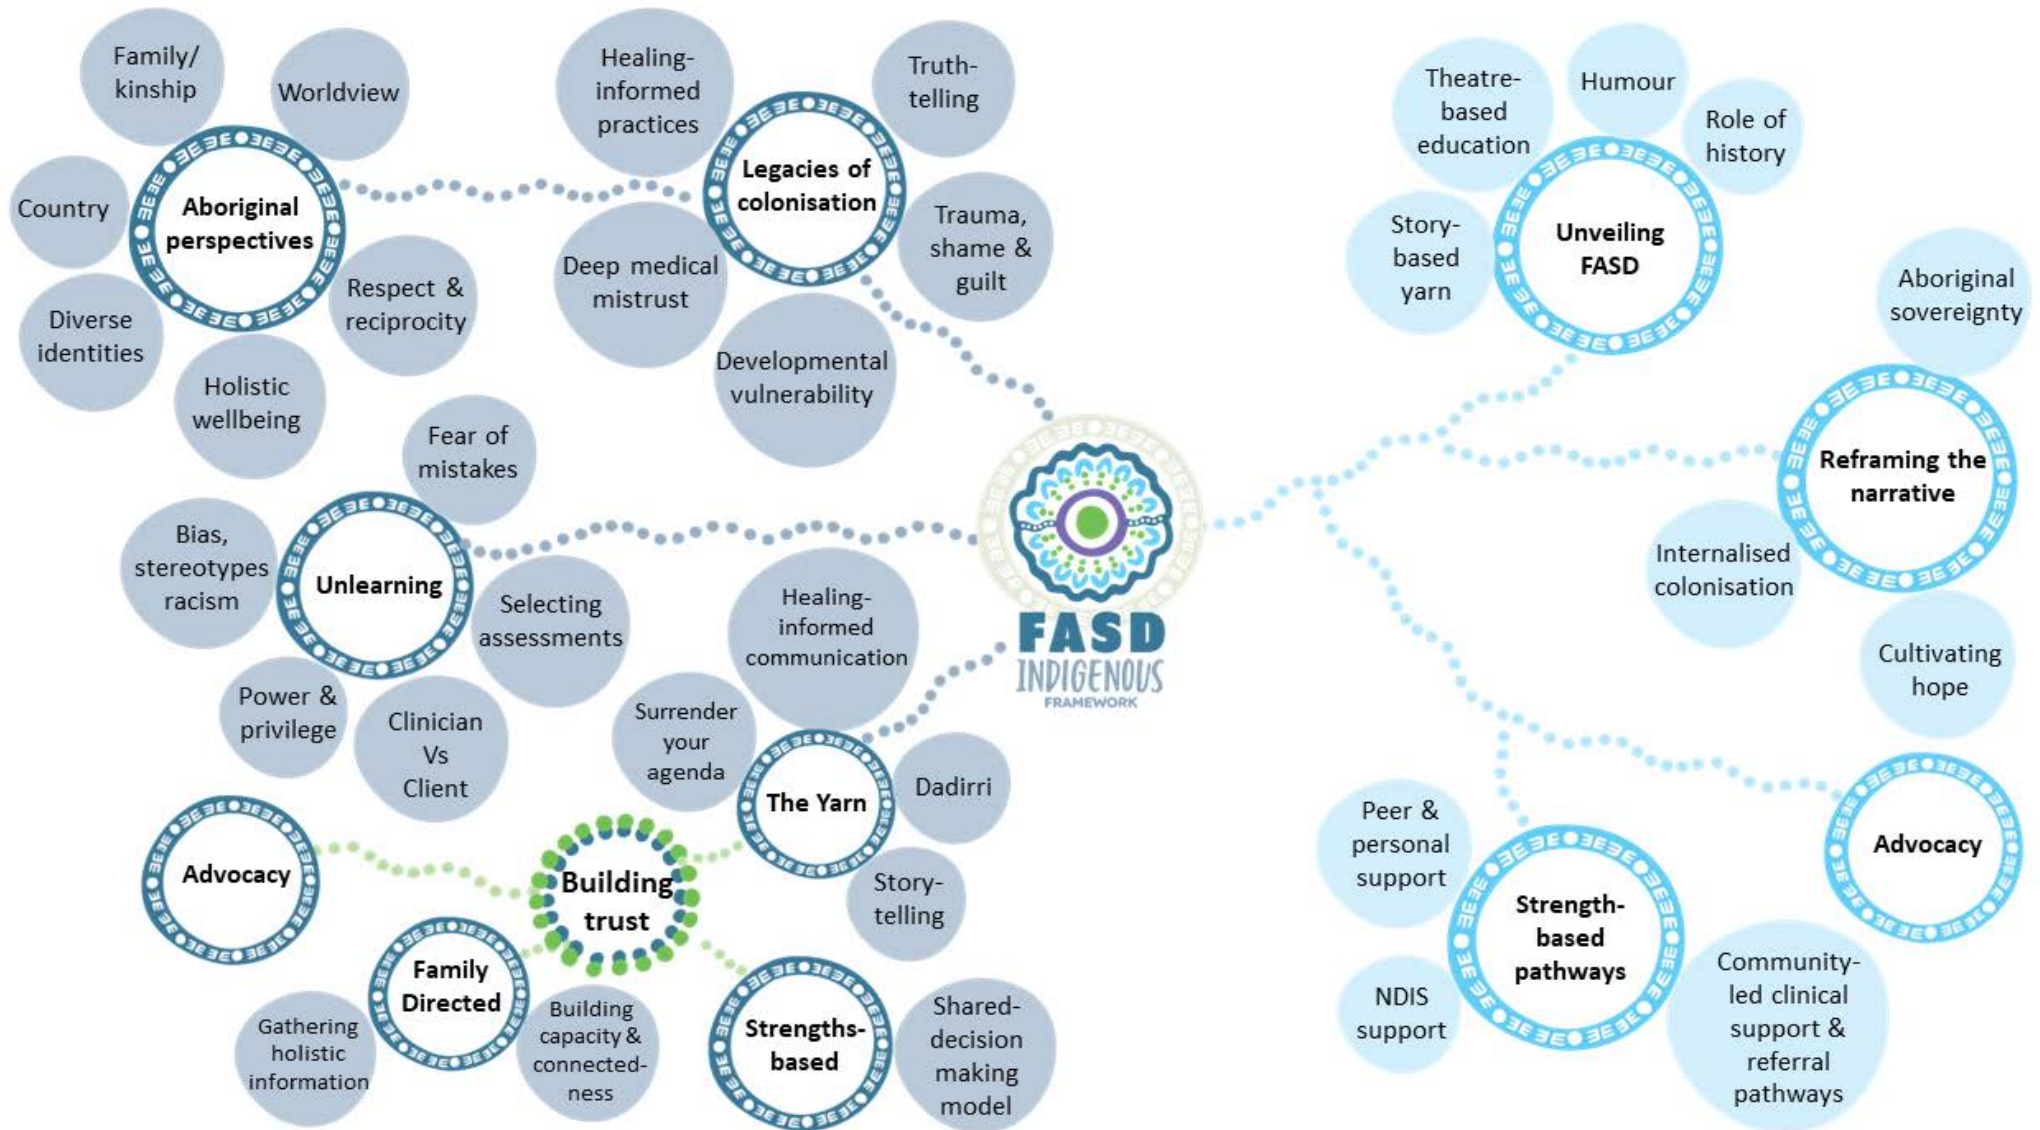 Family/
kinship
Worldview
Country
Aboriginal
perspectives
Diverse
identities
Respect &
reciprocity
Holistic
wellbeing
Healing-
informed
practices
Truth-
telling
Legacies of
colonisation
Deep medical
mistrust
Trauma,
shame &
guilt
Developmental
vulnerability
Fear of
mistakes
Bias,
stereotypes
racism
Unlearning
Selecting
assessments
Power &
privilege
Clinician
Vs
Client
Healing-
informed
communication
Surrender
your
agenda
The Yarn
Dadirri
Story-
telling
Advocacy
Building
trust
Family
Directed
Gathering
holistic
information
Building
capacity &
connected-
ness
Strengths-
based
Shared-
decision
making
model
FASD
INDIGENOUS
FRAMEWORK
Theatre-
based
education
Humour
Role of
history
Story-
based
yarn
Unveiling
FASD
Aboriginal
sovereignty
Reframing the
narrative
Internalised
colonisation
Cultivating
hope
Peer &
personal
support
Strength-
based
pathways
Advocacy
NDIS
support
Community-
led clinical
support &
referral
pathways